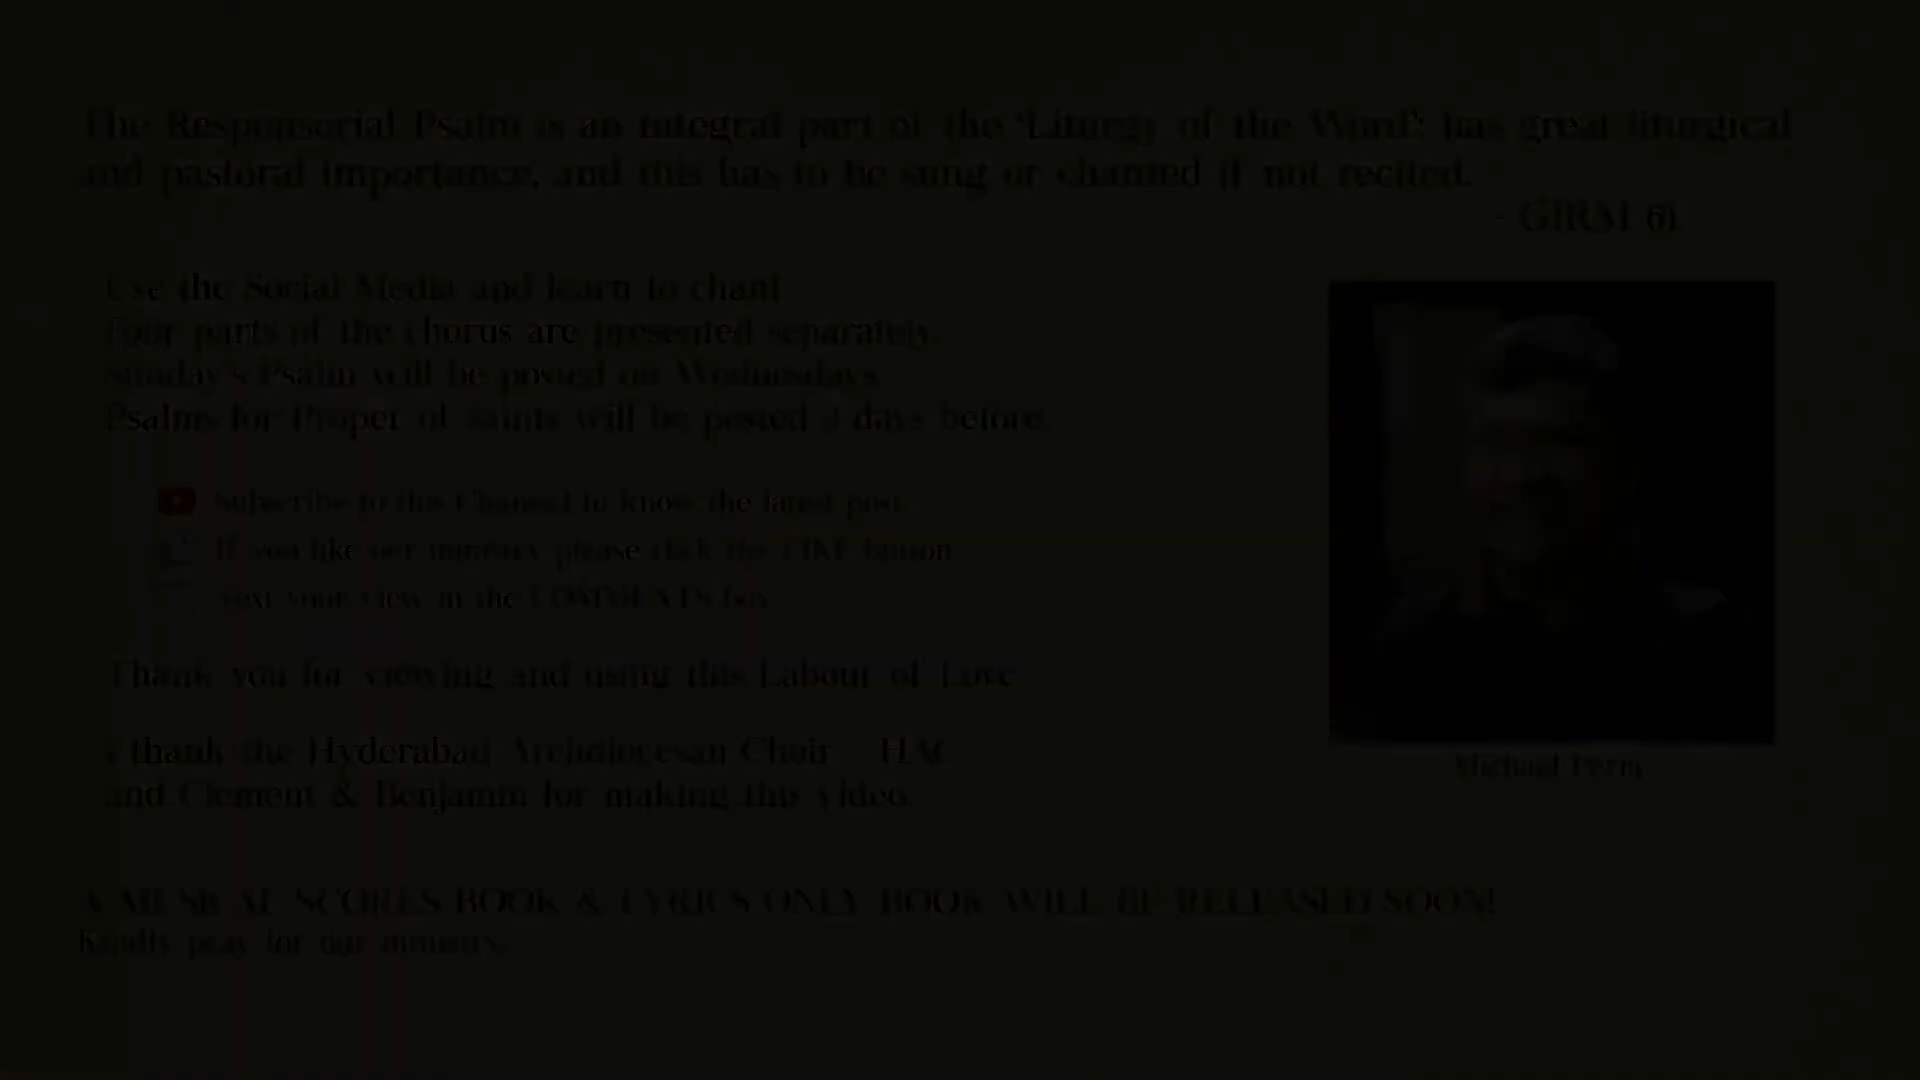 The Responsorial Psalm is an integral part of the 'Liturgy of the Word'; has great liturgical
and pastoral importance, and this has to be sung or chanted if not recited.
- GIRM 61
Use the Social Media and learn to chant
Four parts of the chorus are presented separately.
Sunday's Psalm will be posted on Wednesdays
Psalms for Proper of Saints will be posted days before
Subscribe to this Channel to know the latest post
If you like our ministry please click the LIKE button
Text your view in the COMMENTS box
Thank you for viewing and using this Labour of Love
I thank the Hyderabad Archdiocesan Choir - HAC
and Clement & Benjamin for making this video.
Michael
A MUSICAL SCORES BOOK & LYRICS ONLY BOOK WILL BE RELEASED SOON!
Kindly pray for our ministry.